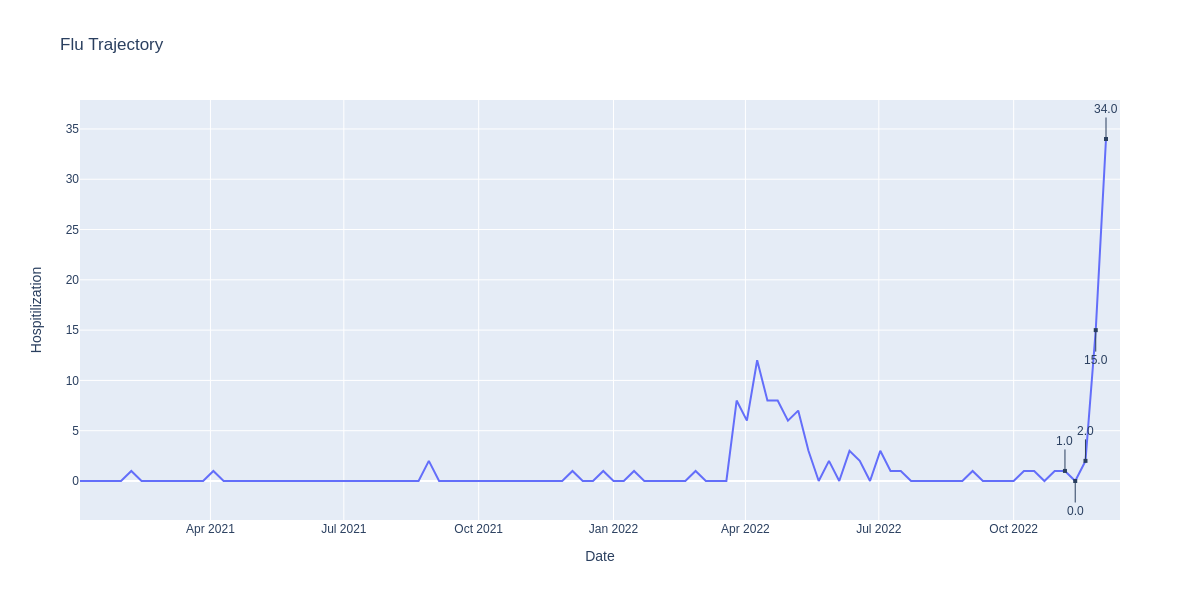 Flu Trajectory
Hospitilization
35
30
25
20
15
10
5
0
34.0
15.0
1.0
2.0
0.0
Apr 2021
Jul 2021
Oct 2021
Jan 2022
Apr 2022
Jul 2022
Oct 2022
Date